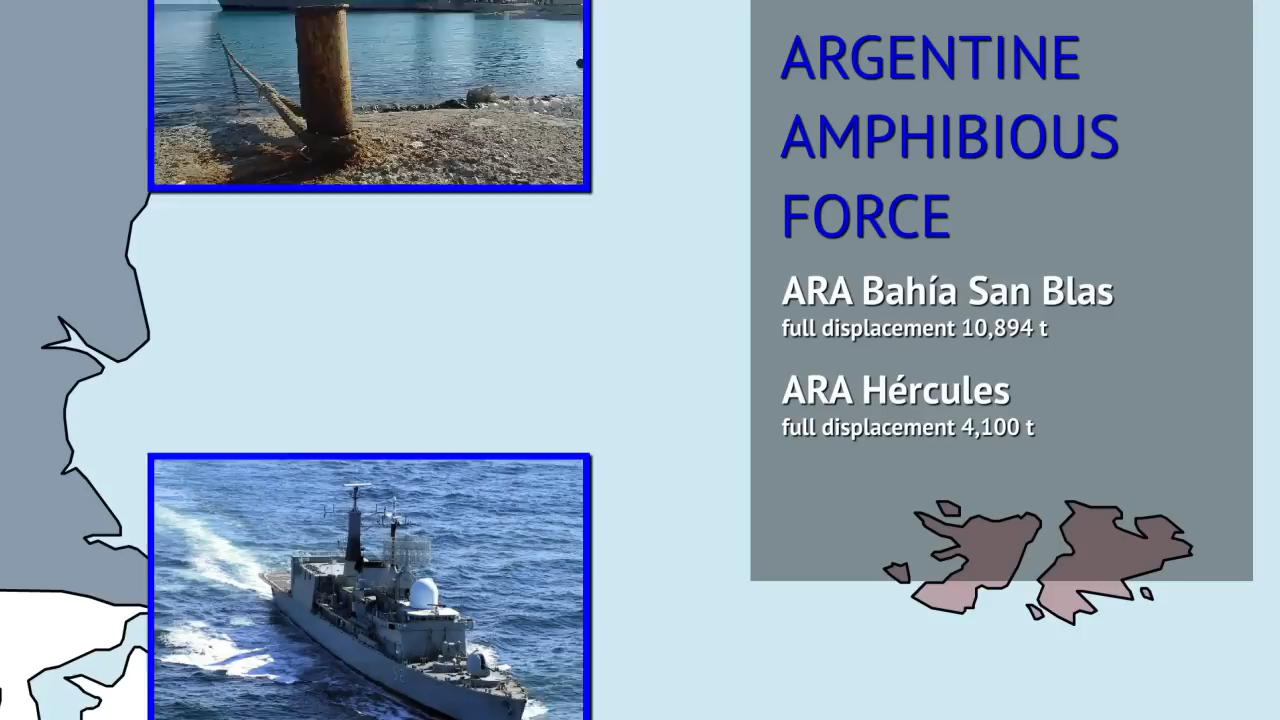 ARGENTINE
AMPHIBIOUS
FORCE
ARA Bahía San Blas
full displacement 10,894 t
ARA Hércules
full displacement 4,100 t